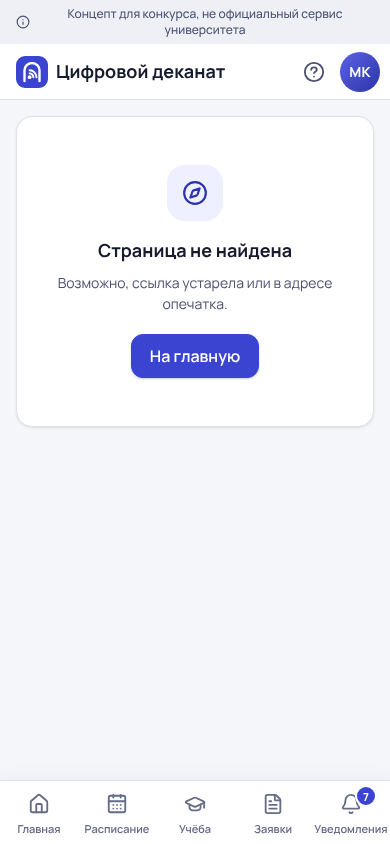 Концепт для конкурса, не официальный сервис
университета
Цифровой деканат
МК
Страница не найдена
Возможно, ссылка устарела или в адресе
опечатка.
На главную
7
Главная
Расписание
Учёба
Заявки
Уведомления